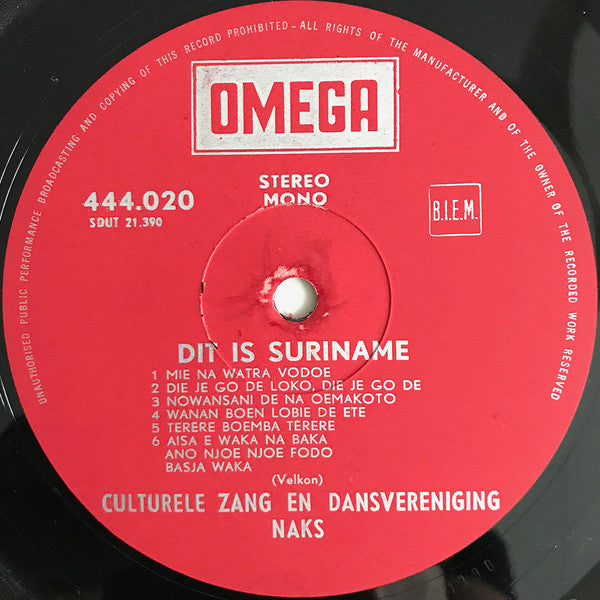 UNAUTHORISED PUBLIC PERFORMANCE BROADCASTING AND COPYING OF THIS RECORD PROHIBITED - ALL RIGHTS OF THE MANUFACTURER AND OF THE OWNER OF THE RECORDED WORK RESERVED
OMEGA
STEREO
MONO
444.020
SDUT 21.390
B.I.E.M.
DIT IS SURINAME
1 MIE NA WATRA VODOE
2 DIE JE GO DE LOKO, DIE JE GO DE
3 NOWANSANI DE NA OEMAKOTO
4 WANAN BOEN LOBIE DE ETE
5 TERERE BOEMBA TERERE
6 AISA E WAKA NA BAKA
ANO NJOE NJOE FODO
BASJA WAKA
(Velkon)
CULTURELE ZANG EN DANSVERENIGING
NAKS